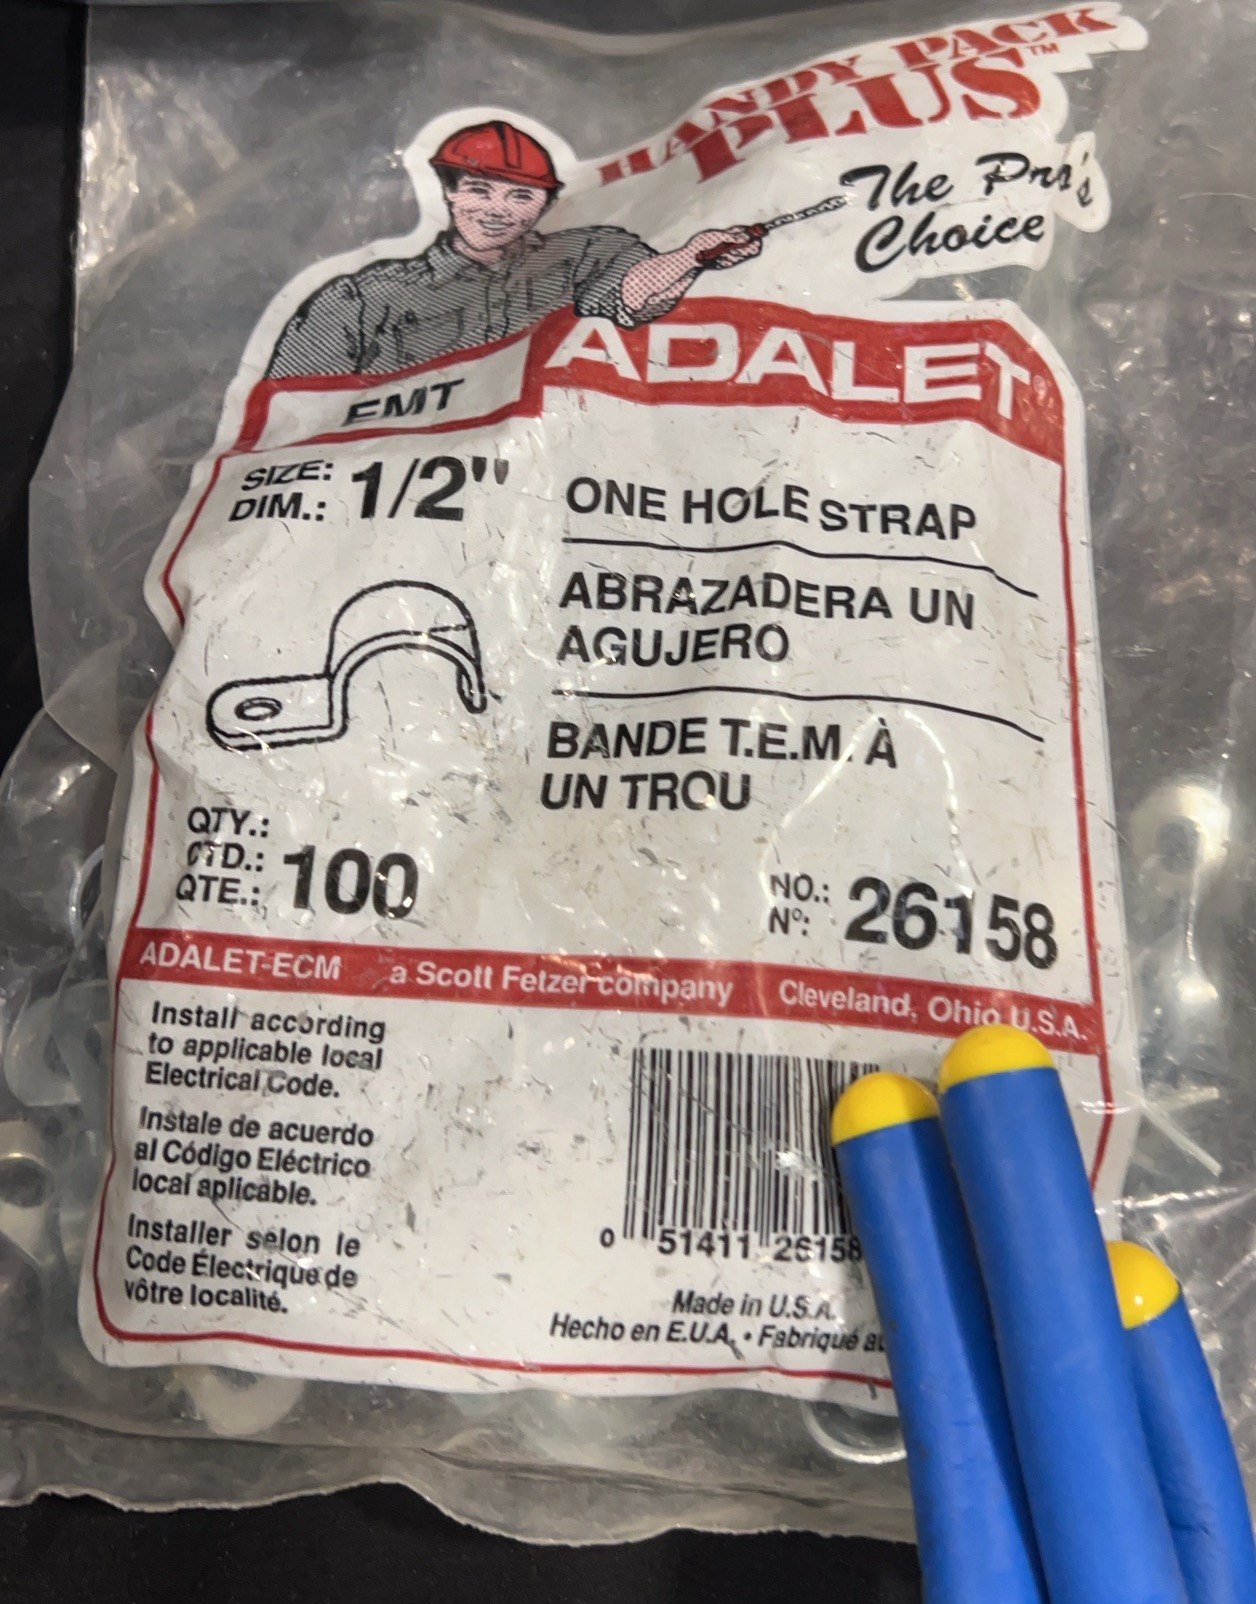 HANDY PACK
PLUS™
The Pro's
Choice
ADALET®
EMT
SIZE:
DIM.: 1/2"
ONE HOLE STRAP
ABRAZADERA UN
AGUJERO
BANDE T.E.M. À
UN TROU
QTY.:
CTD.:
QTE.: 100
NO.:
Nº: 26158
ADALET-ECM a Scott Fetzer company Cleveland, Ohio U.S.A.
Install according
to applicable local
Electrical Code.
Instale de acuerdo
al Código Eléctrico
local aplicable.
Installer selon le
Code Électrique de
vôtre localité.
0 51411 26158
Made in U.S.A.
Hecho en E.U.A. • Fabriqué